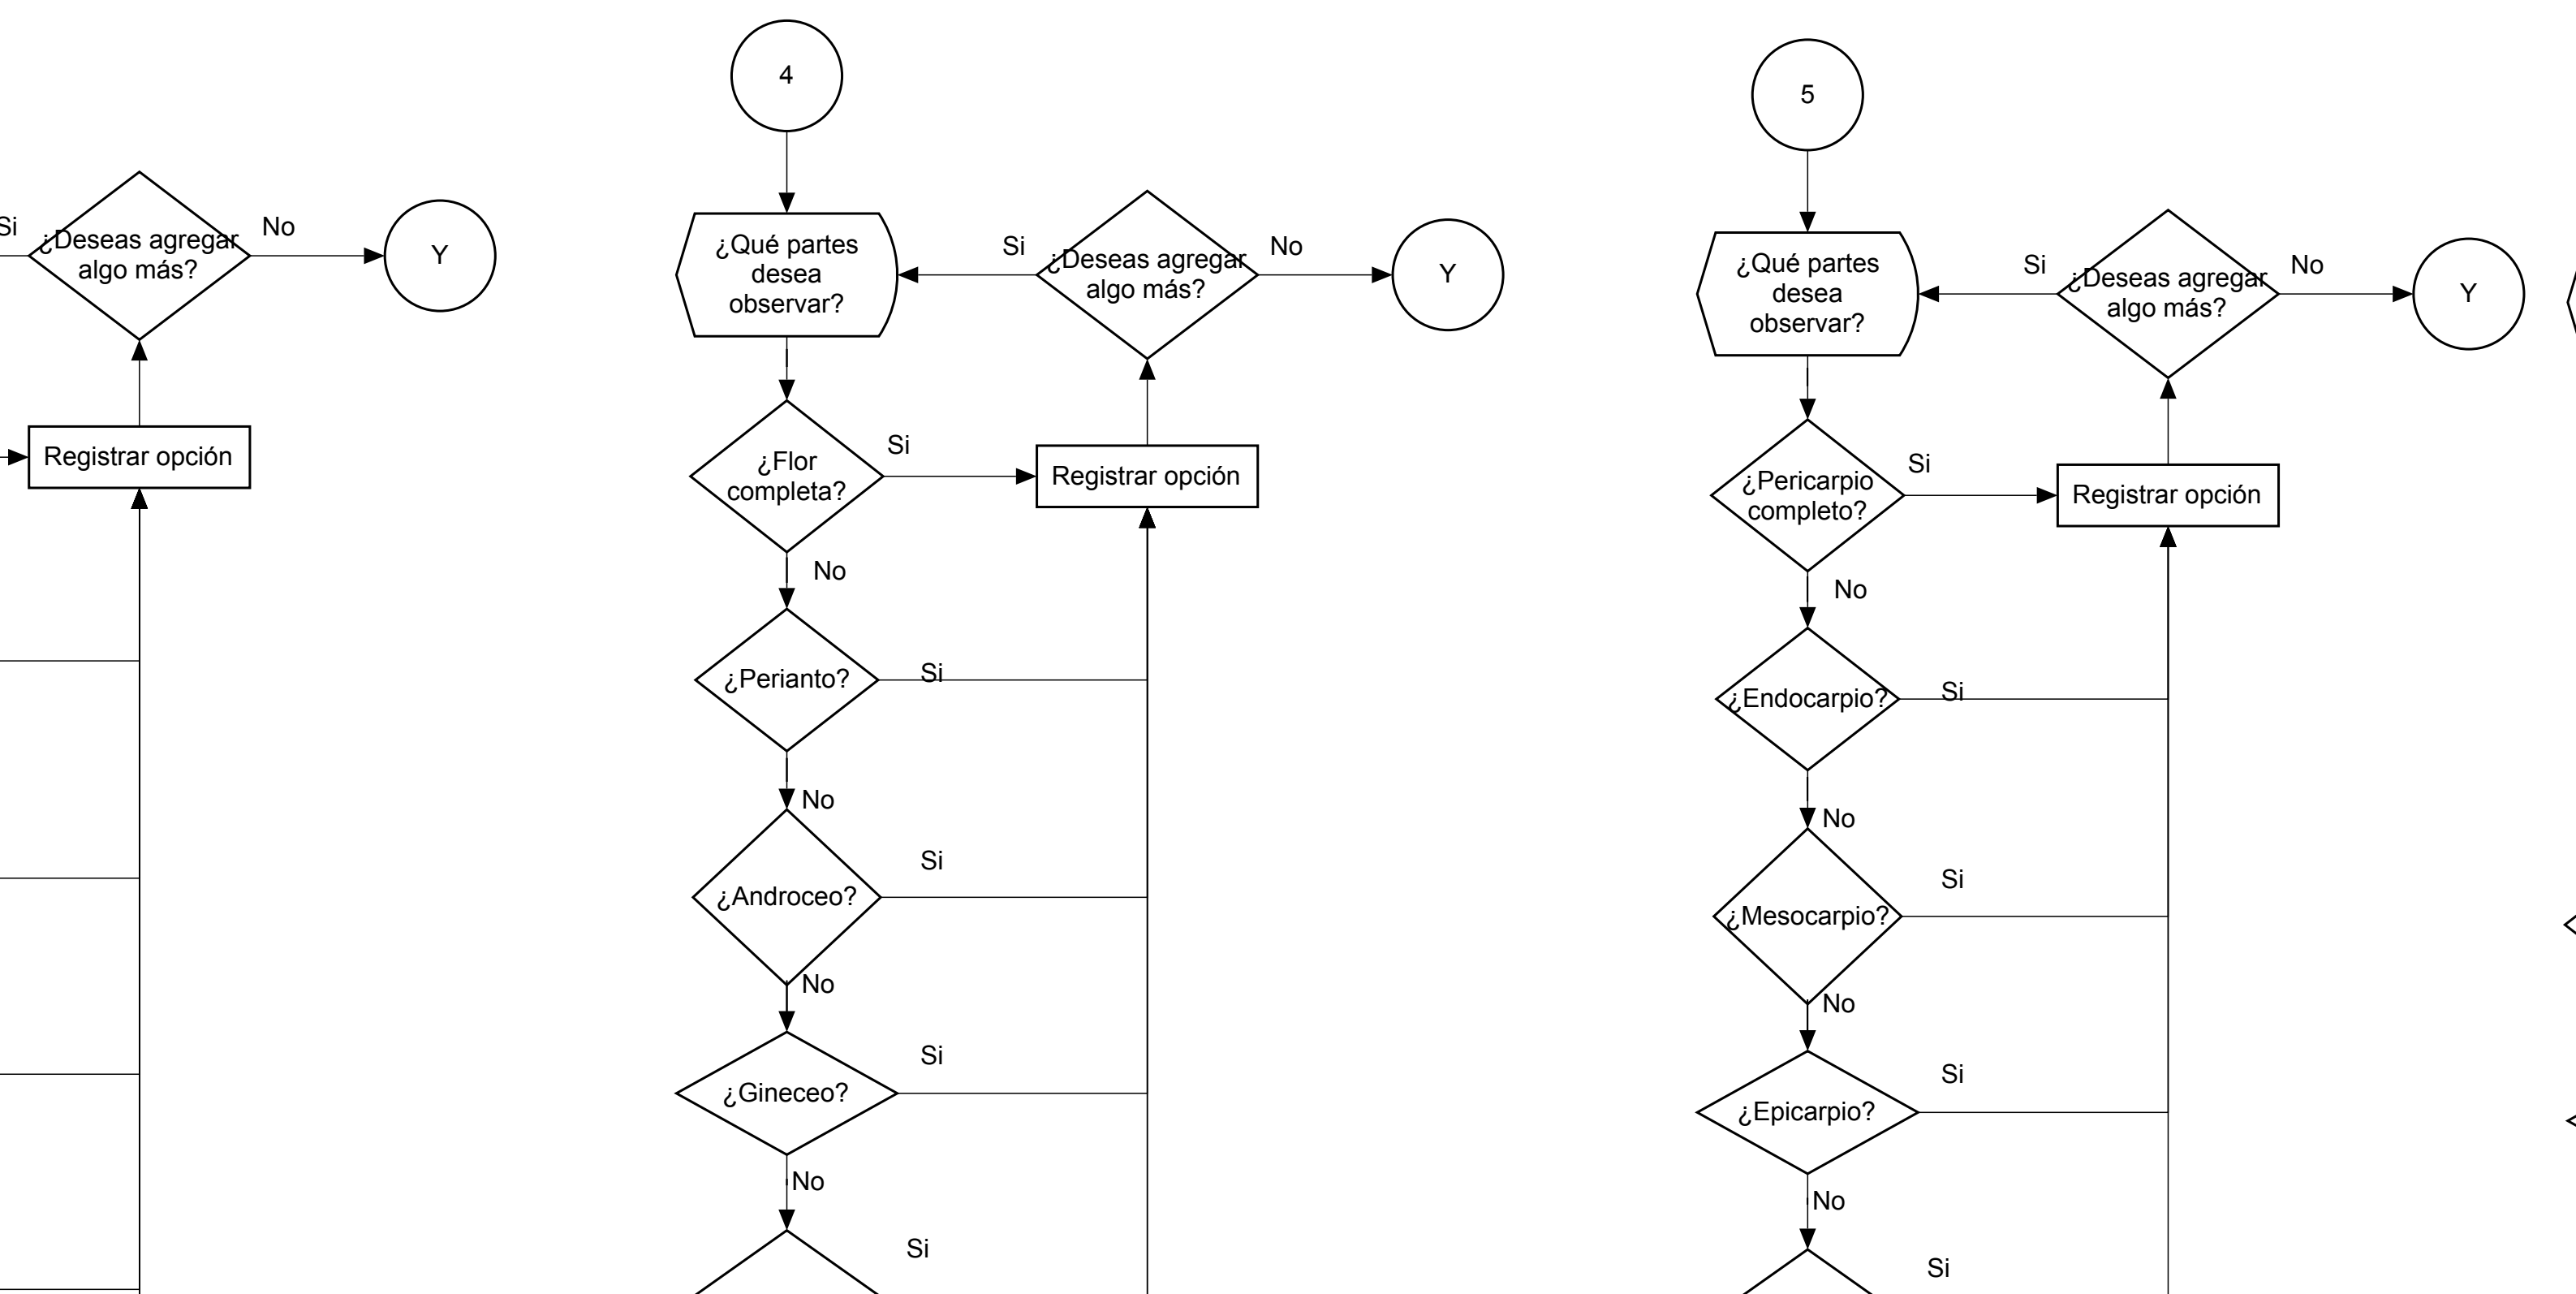 Si
¿Deseas agregar
algo más?
No
Y
Registrar opción
4
¿Qué partes
desea
observar?
Si
¿Deseas agregar
algo más?
No
Y
¿Flor
completa?
Si
Registrar opción
No
¿Perianto?
Si
No
¿Androceo?
Si
No
¿Gineceo?
Si
No
Si
5
¿Qué partes
desea
observar?
Si
¿Deseas agregar
algo más?
No
Y
¿Pericarpio
completo?
Si
Registrar opción
No
¿Endocarpio?
Si
No
¿Mesocarpio?
Si
No
¿Epicarpio?
Si
No
Si